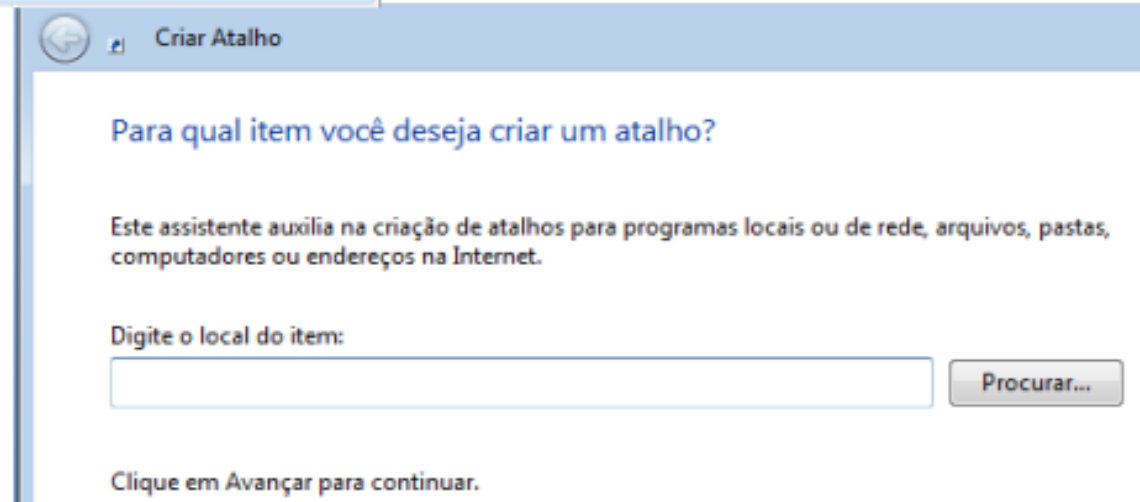 Criar Atalho
Para qual item você deseja criar um atalho?
Este assistente auxilia na criação de atalhos para programas locais ou de rede, arquivos, pastas,
computadores ou endereços na Internet.
Digite o local do item:
Procurar...
Clique em Avançar para continuar.